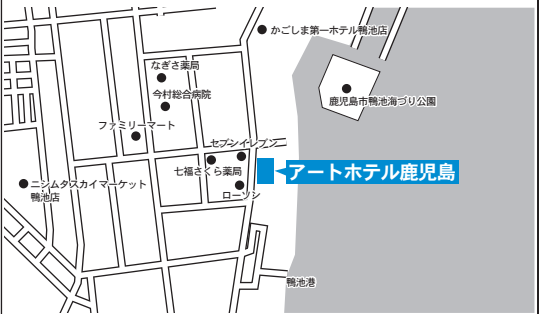 かごしま第一ホテル鴨池店
なぎさ薬局
今村総合病院
鹿児島市鴨池海づり公園
ファミリーマート
セブンイレブン
七福さくら薬局
アートホテル鹿児島
ニシムタスカイマーケット
鴨池店
ローソン
鴨池港